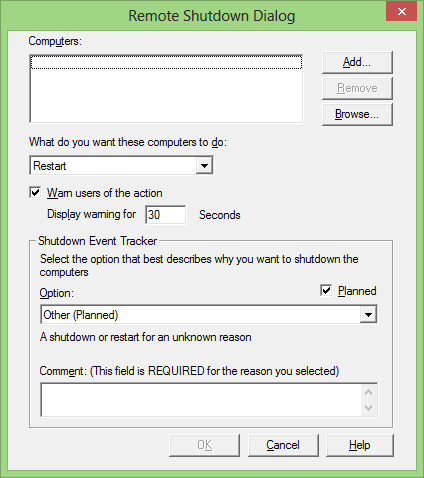 Remote Shutdown Dialog
Computers:
Add...
Remove
Browse...
What do you want these computers to do:
Restart
Warn users of the action
Display warning for 30 Seconds
Shutdown Event Tracker
Select the option that best describes why you want to shutdown the
computers
Option:
Planned
Other (Planned)
A shutdown or restart for an unknown reason
Comment: (This field is REQUIRED for the reason you selected)
OK
Cancel
Help